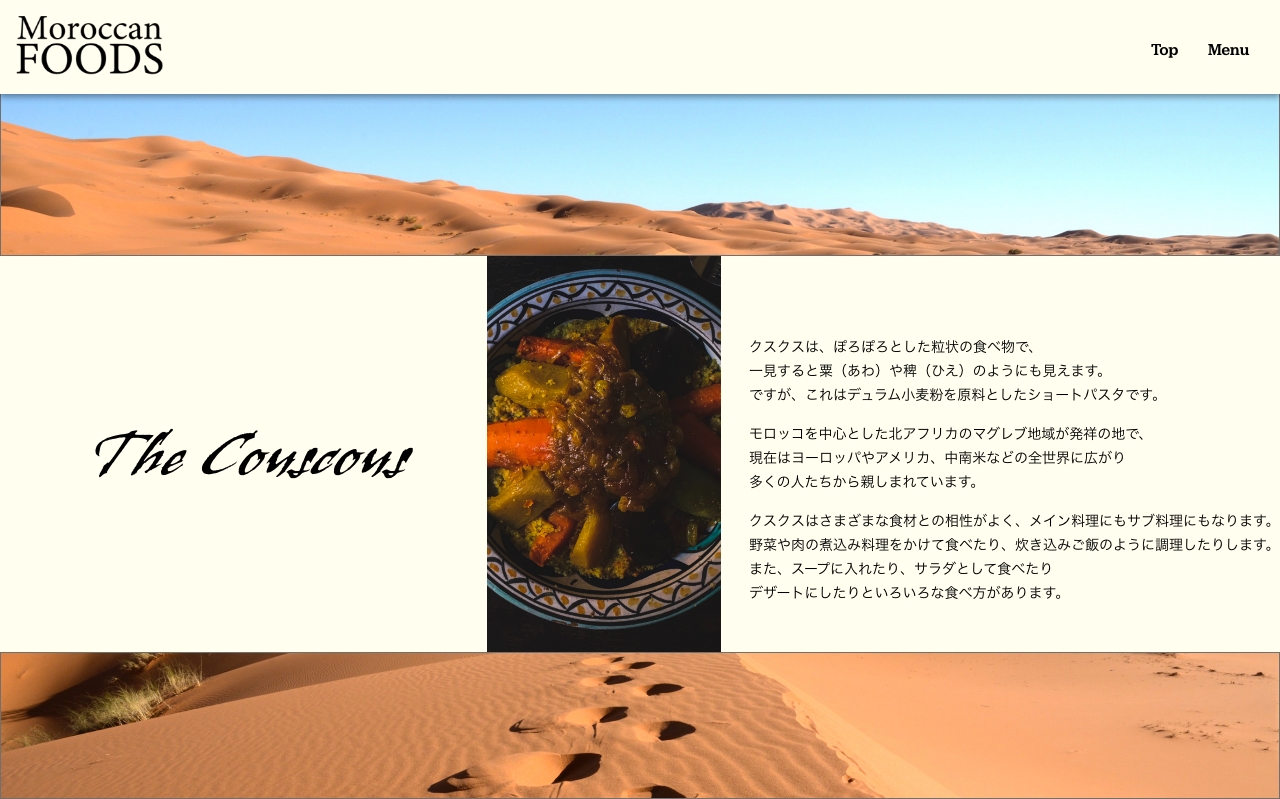 Moroccan
FOODS
Top
Menu
The Couscous
クスクスは、ぽろぽろとした粒状の食べ物で、
一見すると粟（あわ）や稗（ひえ）のようにも見えます。
ですが、これはデュラム小麦粉を原料としたショートパスタです。
モロッコを中心とした北アフリカのマグレブ地域が発祥の地で、
現在はヨーロッパやアメリカ、中南米などの全世界に広がり
多くの人たちから親しまれています。
クスクスはさまざまな食材との相性がよく、メイン料理にもサブ料理にもなります。
野菜や肉の煮込み料理をかけて食べたり、炊き込みご飯のように調理したりします。
また、スープに入れたり、サラダとして食べたり
デザートにしたりといろいろな食べ方があります。